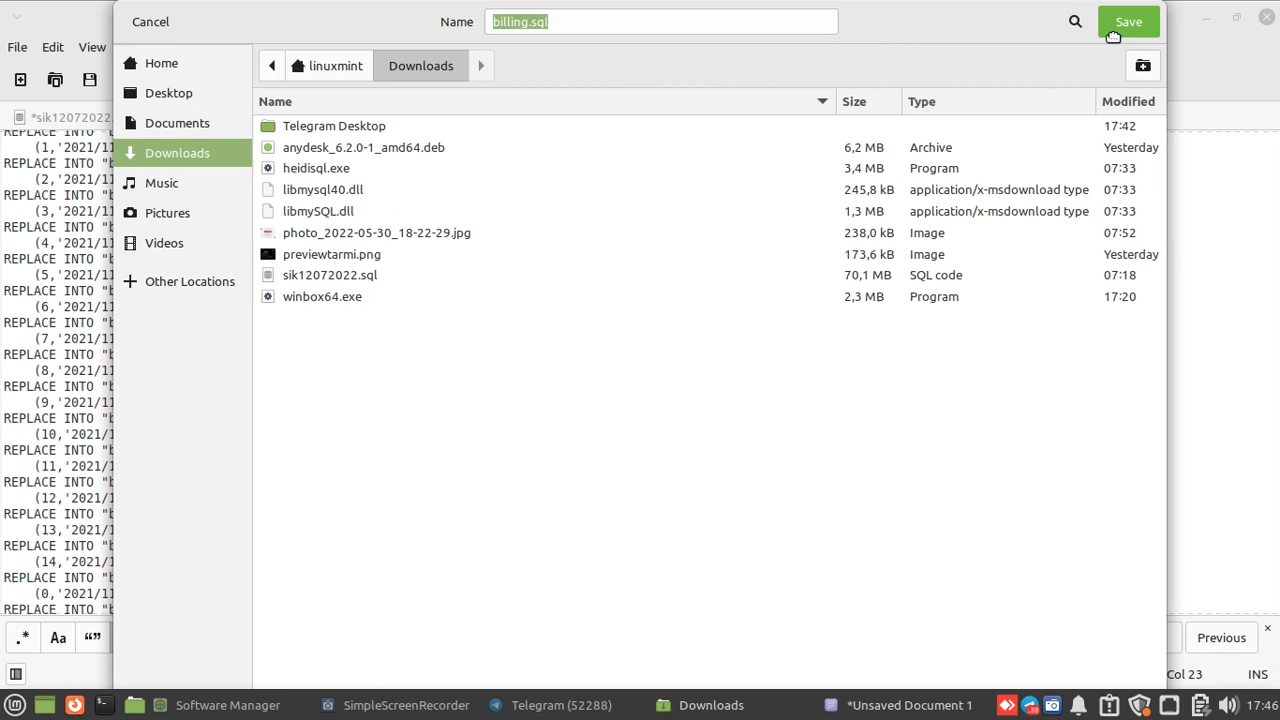 Cancel Name billing.sql Save
File Edit View
Home
Desktop
Documents
Downloads
Music
Pictures
Videos
Other Locations
linuxmint Downloads
Name Size Type Modified
Telegram Desktop 17:42
anydesk_6.2.0-1_amd64.deb 6,2 MB Archive Yesterday
heidisql.exe 3,4 MB Program 07:33
libmysql40.dll 245,8 kB application/x-msdownload type 07:33
libmySQL.dll 1,3 MB application/x-msdownload type 07:33
photo_2022-05-30_18-22-29.jpg 238,0 kB Image 07:52
previewtarmi.png 173,6 kB Image Yesterday
sik12072022.sql 70,1 MB SQL code 07:18
winbox64.exe 2,3 MB Program 17:20
*sik12072022.
REPLACE INTO "b
(1,'2021/11
REPLACE INTO "b
(2,'2021/11
REPLACE INTO "b
(3,'2021/11
REPLACE INTO "b
(4,'2021/11
REPLACE INTO "b
(5,'2021/11
REPLACE INTO "b
(6,'2021/11
REPLACE INTO "b
(7,'2021/11
REPLACE INTO "b
(8,'2021/11
REPLACE INTO "b
(9,'2021/11
REPLACE INTO "b
(10,'2021/1
REPLACE INTO "b
(11,'2021/1
REPLACE INTO "b
(12,'2021/1
REPLACE INTO "b
(13,'2021/1
REPLACE INTO "b
(14,'2021/1
REPLACE INTO "b
(0,'2021/11
REPLACE INTO "b
.* Aa “” Previous
Col 23 INS
Software Manager SimpleScreenRecorder Telegram (52288) Downloads *Unsaved Document 1 17:46